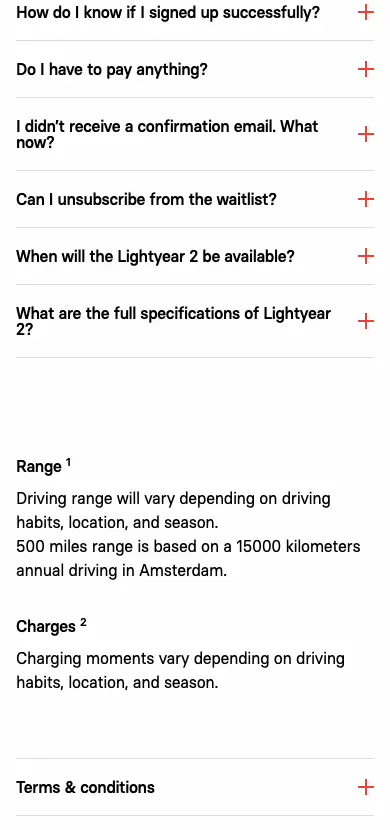 How do I know if I signed up successfully?
Do I have to pay anything?
I didn't receive a confirmation email. What
now?
Can I unsubscribe from the waitlist?
When will the Lightyear 2 be available?
What are the full specifications of Lightyear
2?
Range 1
Driving range will vary depending on driving
habits, location, and season.
500 miles range is based on a 15000 kilometers
annual driving in Amsterdam.
Charges 2
Charging moments vary depending on driving
habits, location, and season.
Terms & conditions